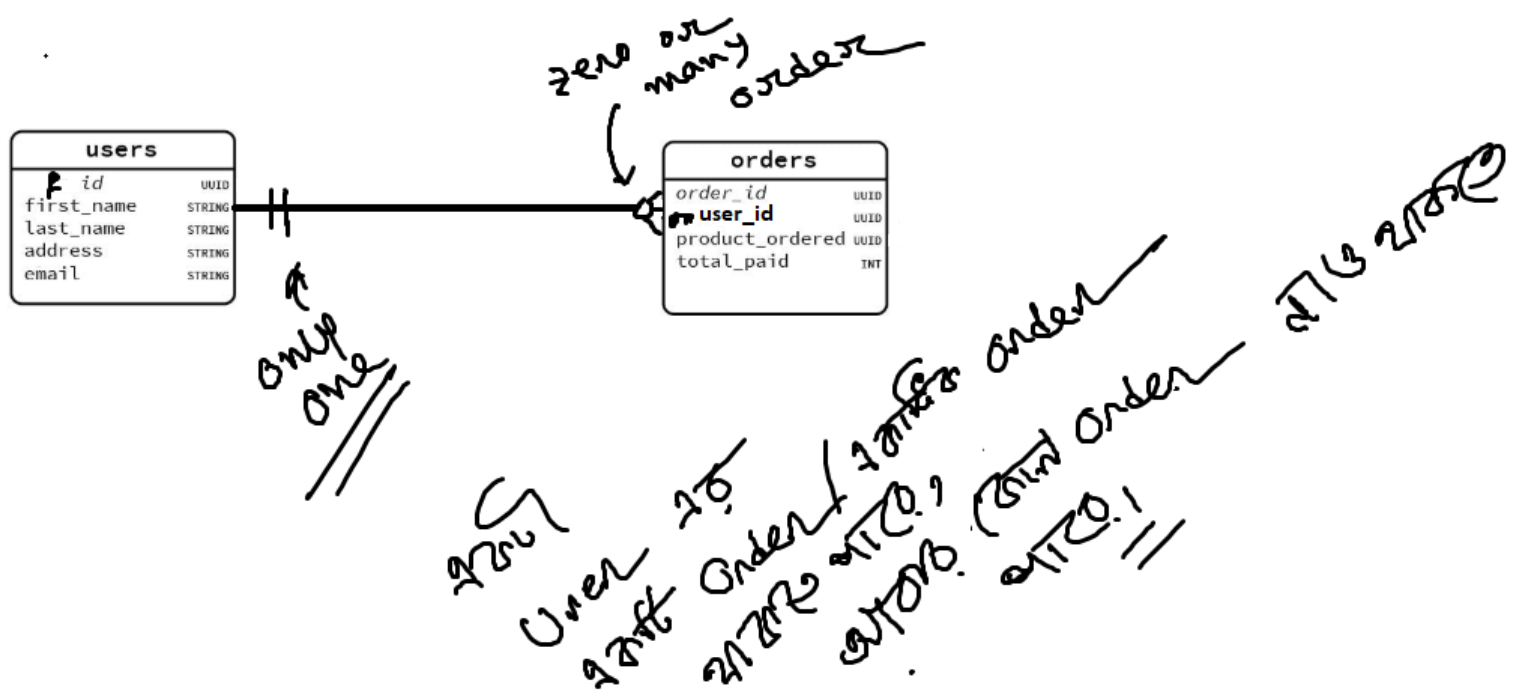 zero or
many
order
users
id UUID
first_name STRING
last_name STRING
address STRING
email STRING
orders
order_id UUID
user_id UUID
product_ordered UUID
total_paid INT
only
one
একজন
User এর
একটি Order / একাধিক order
থাকতে পারে।
আবার কোন order নাও থাকতে
পারে।